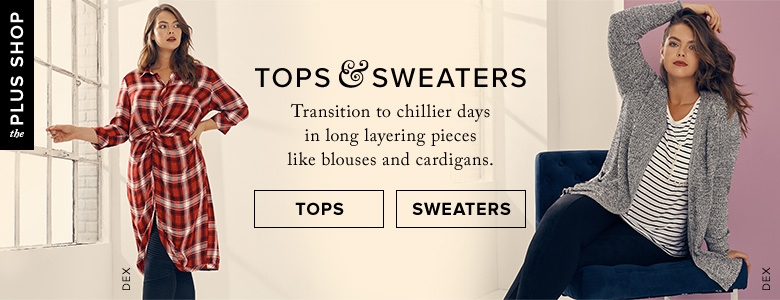 the PLUS SHOP
TOPS & SWEATERS
Transition to chillier days
in long layering pieces
like blouses and cardigans.
TOPS
SWEATERS
DEX
DEX